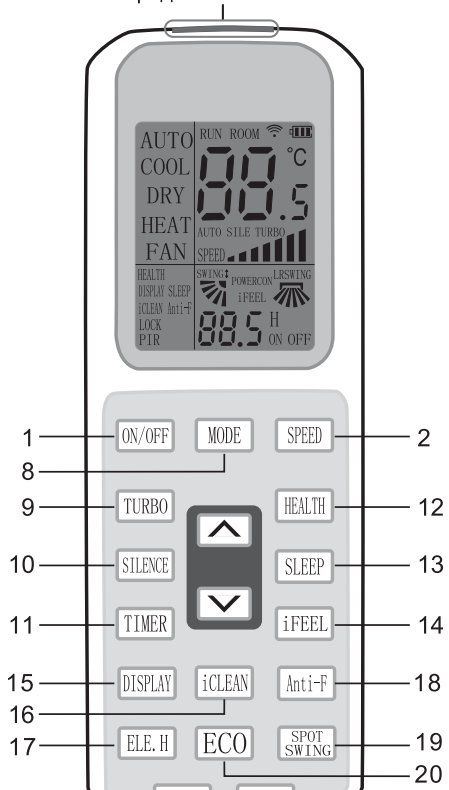 AUTO
COOL
DRY
HEAT
FAN
RUN ROOM
88.5 °C
AUTO SILE TURBO
SPEED
HEALTH
DISPLAY SLEEP
iCLEAN Anti-F
LOCK
PIR
SWING LRSWING
POWERCON
iFEEL
88.5 H
ON OFF
1 ON/OFF MODE SPEED 2
8
9 TURBO HEALTH 12
10 SILENCE SLEEP 13
11 TIMER iFEEL 14
15 DISPLAY iCLEAN Anti-F 18
16
17 ELE.H ECO SPOT SWING 19
20